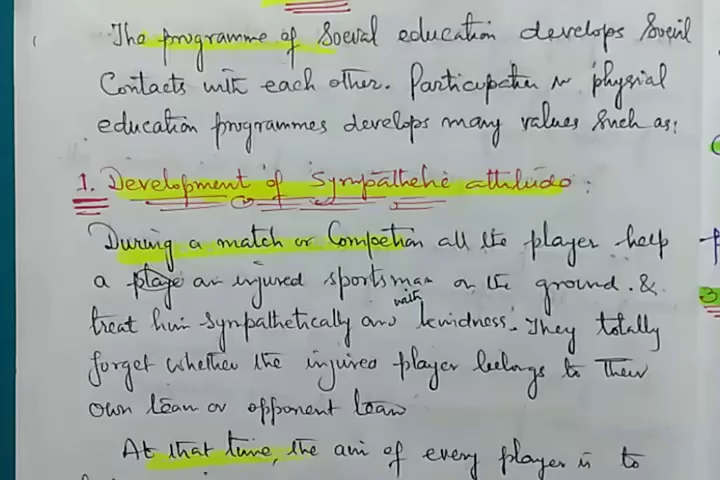 The programme of Social education develops Social
Contacts with each other. Participation in physical
education programmes develops many values such as:
1. Development of Sympathetic attitude:
During a match or Competion all the player help
a an injured sportsman on the ground. &
treat him sympathetically and with kindness. They totally
forget whether the injured player belongs to their
own team or opponent team
At that time, the aim of every player is to
3